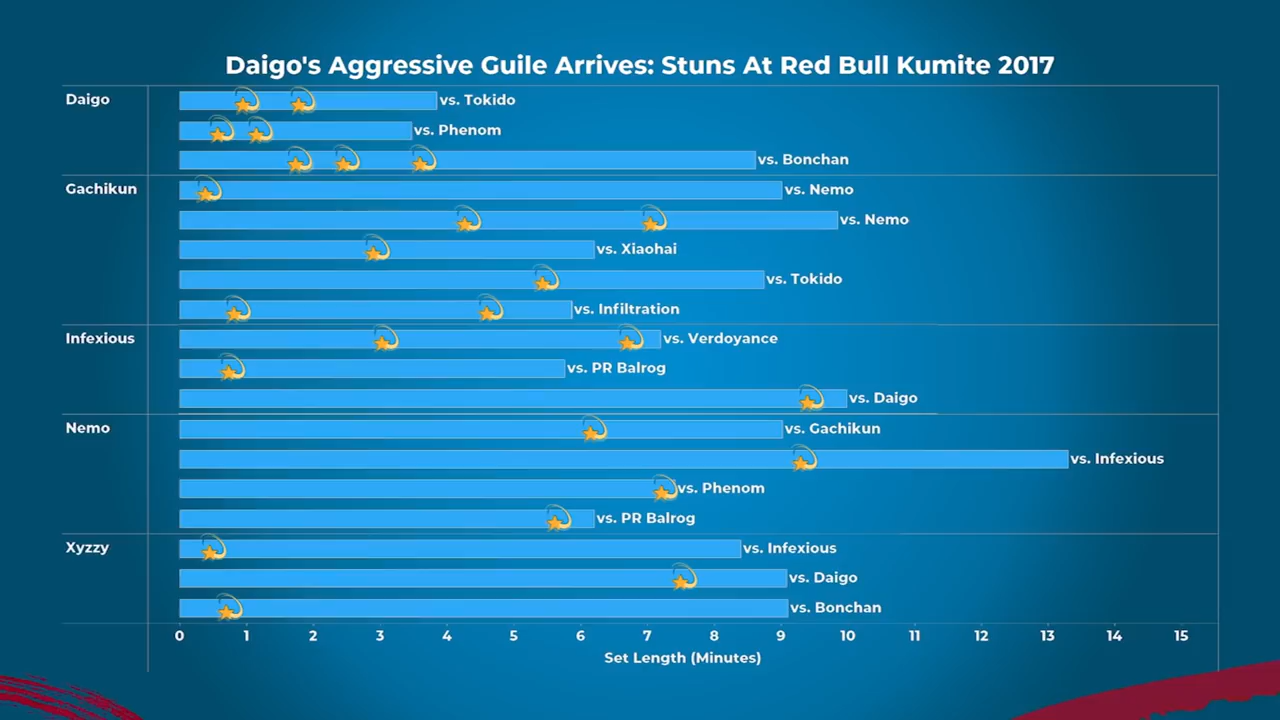 Daigo's Aggressive Guile Arrives: Stuns At Red Bull Kumite 2017
Daigo
vs. Tokido
vs. Phenom
vs. Bonchan
Gachikun
vs. Nemo
vs. Nemo
vs. Xiaohai
vs. Tokido
vs. Infiltration
Infexious
vs. Verdoyance
vs. PR Balrog
vs. Daigo
Nemo
vs. Gachikun
vs. Infexious
vs. Phenom
vs. PR Balrog
Xyzzy
vs. Infexious
vs. Daigo
vs. Bonchan
0 1 2 3 4 5 6 7 8 9 10 11 12 13 14 15
Set Length (Minutes)